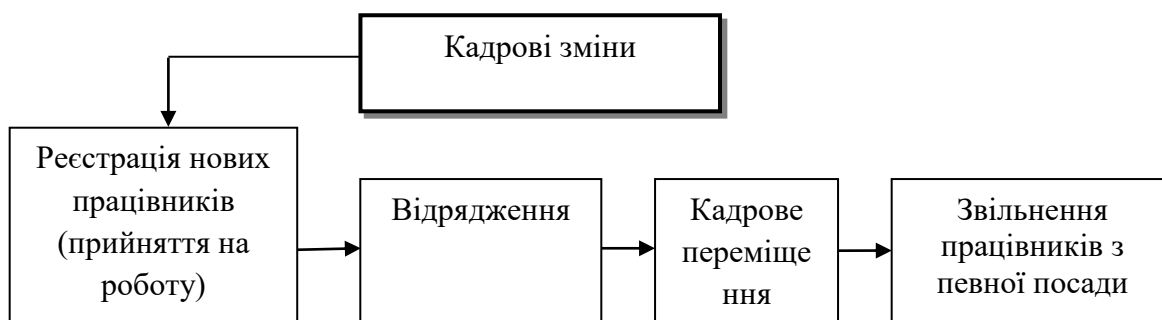 Кадрові зміни
Реєстрація нових
працівників
(прийняття на
роботу)
Відрядження
Кадрове
переміще
ння
Звільнення
працівників з
певної посади